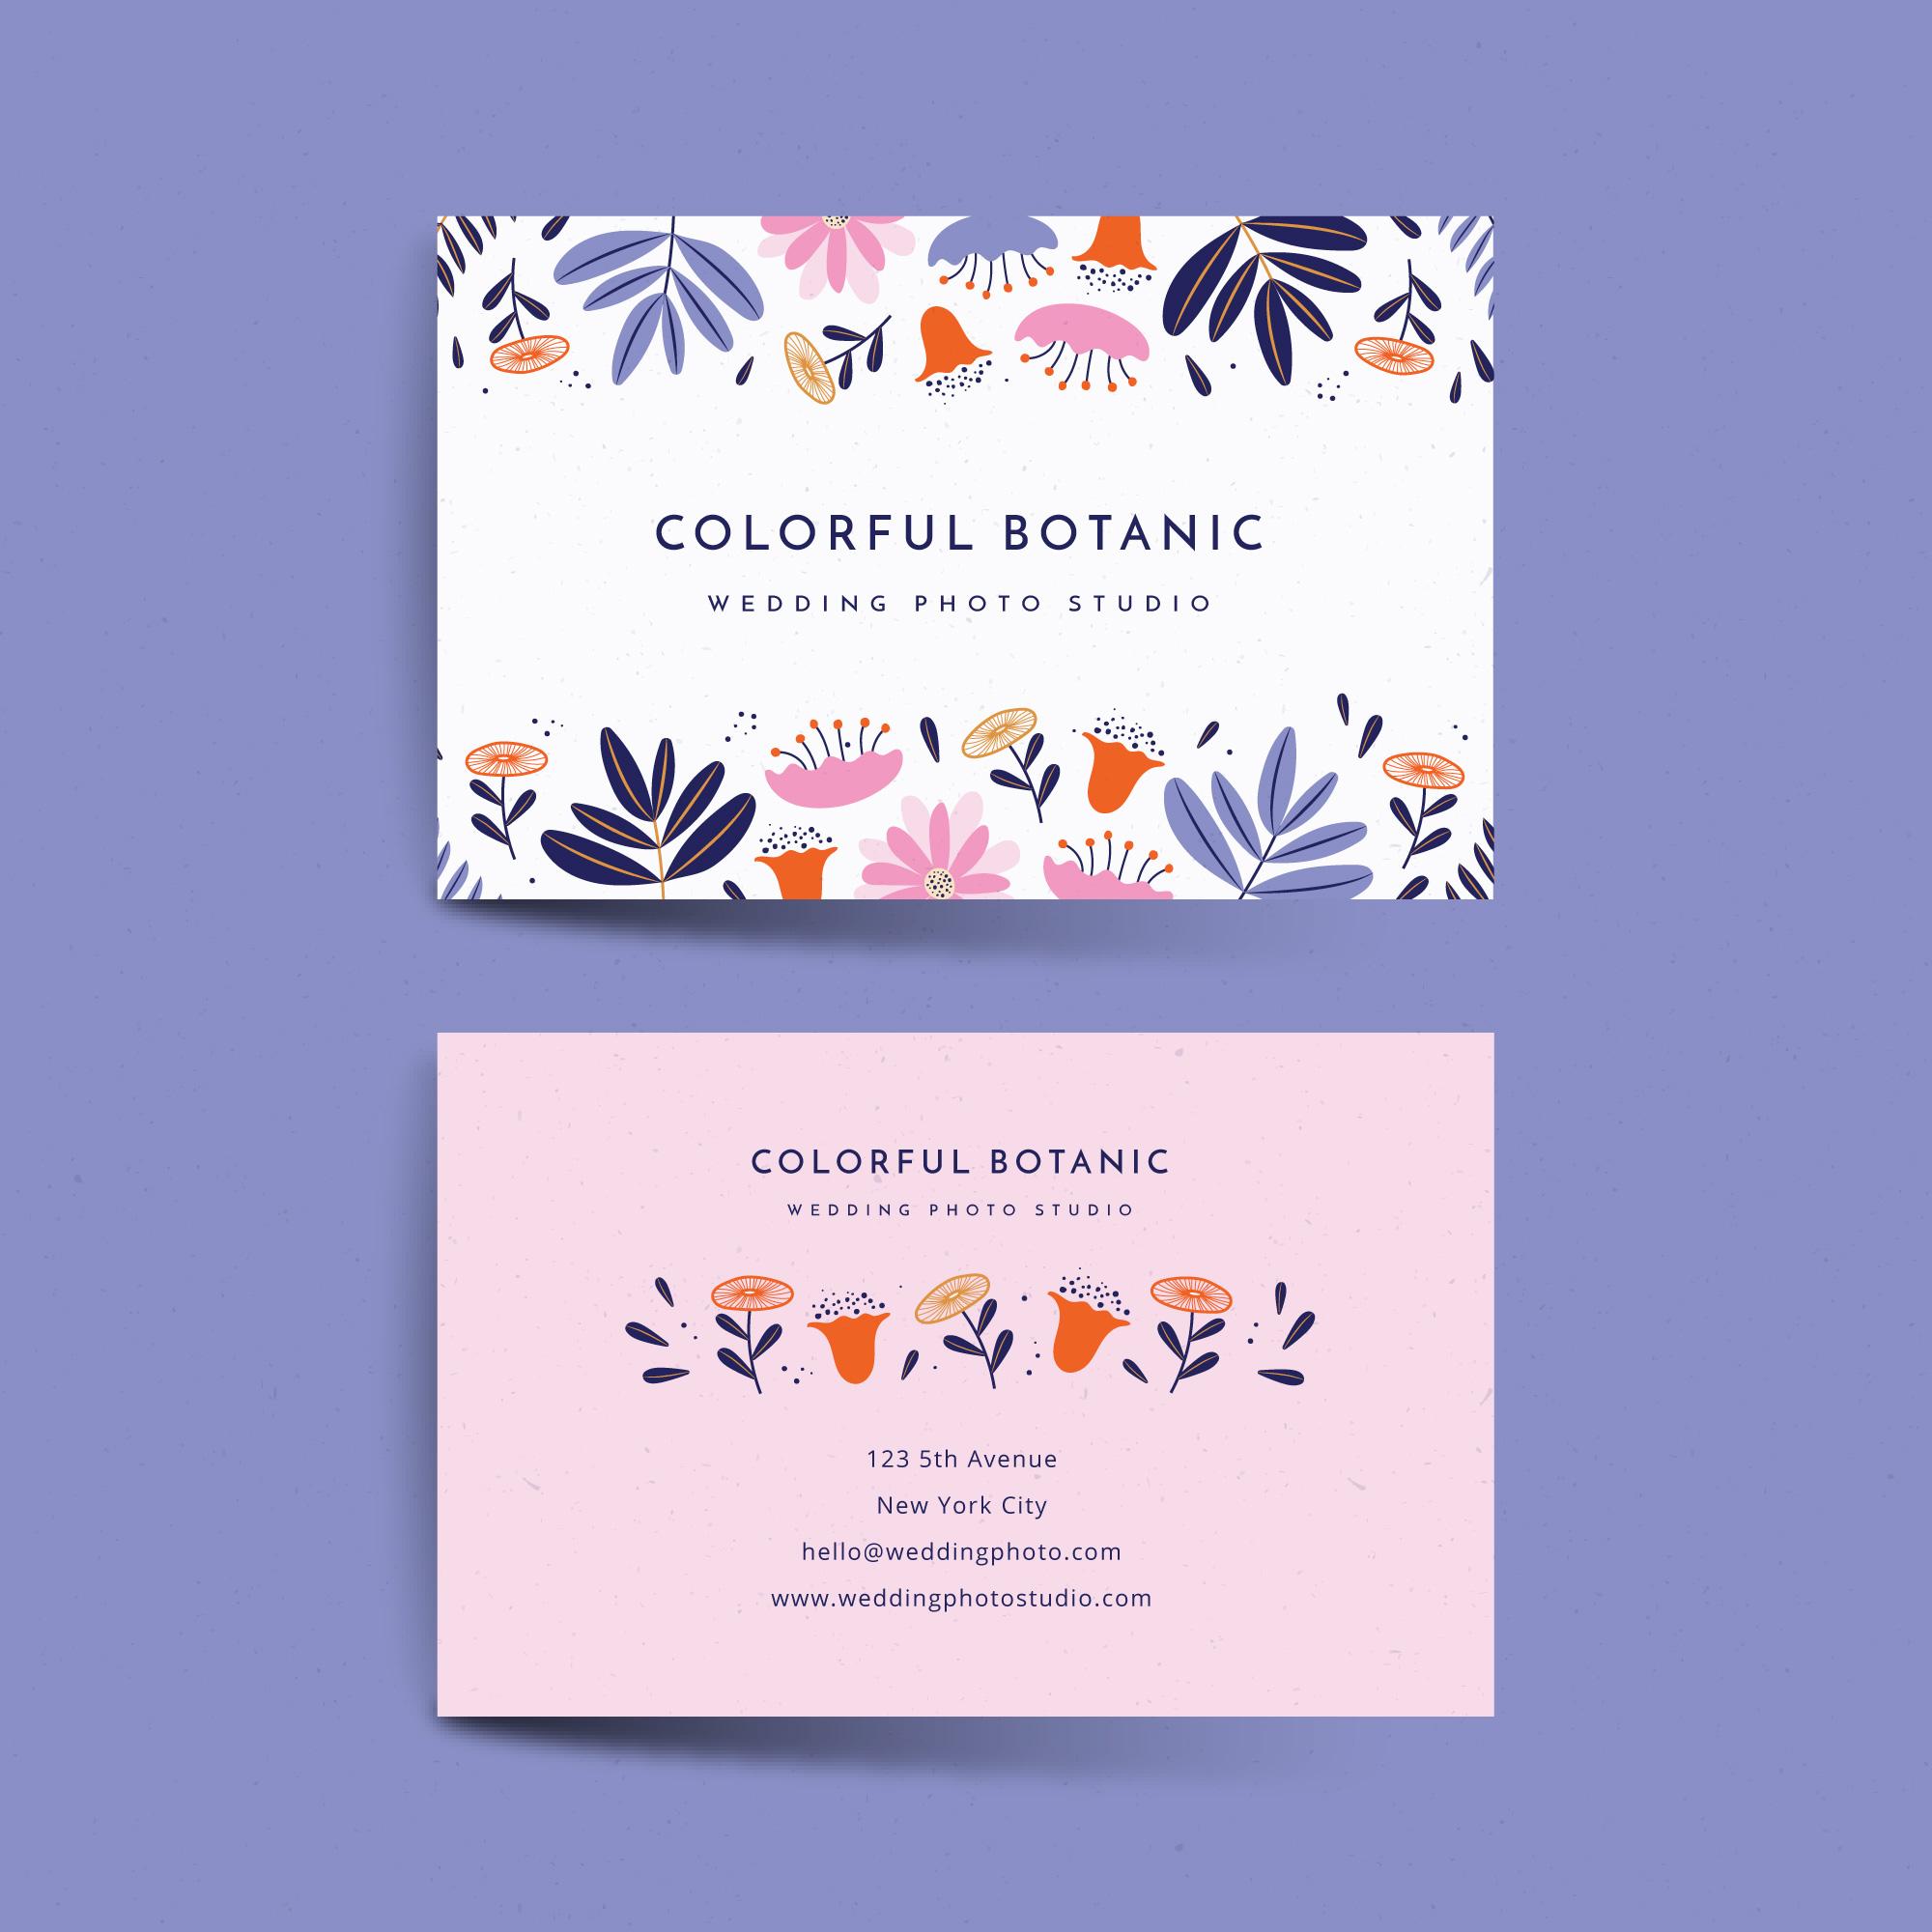 COLORFUL BOTANIC
WEDDING PHOTO STUDIO
COLORFUL BOTANIC
WEDDING PHOTO STUDIO
123 5th Avenue
New York City
hello@weddingphoto.com
www.weddingphotostudio.com